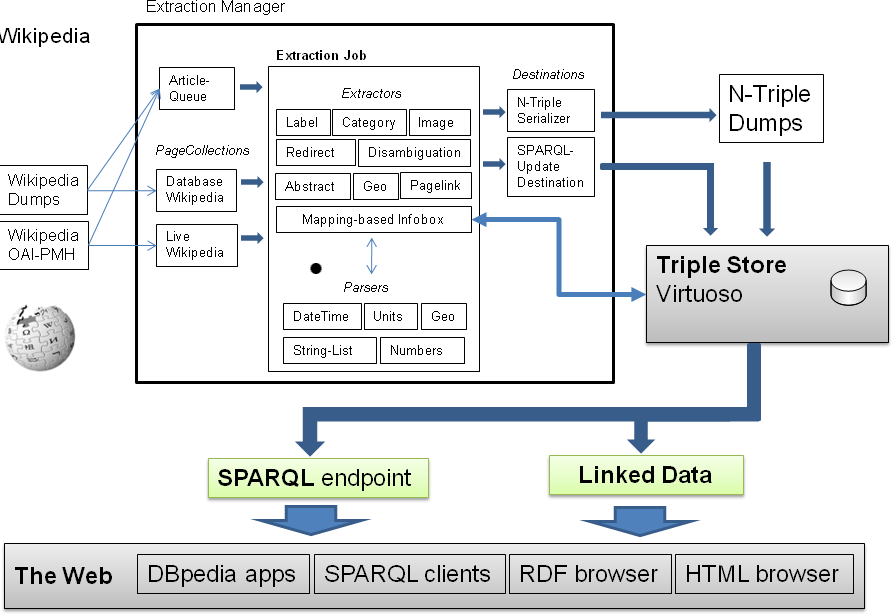 Extraction Manager
Wikipedia
Extraction Job
Article-
Queue
Extractors
Destinations
Label
Category
Image
N-Triple
Serializer
N-Triple
Dumps
PageCollections
Redirect
Disambiguation
SPARQL-
Update
Destination
Wikipedia
Dumps
Database
Wikipedia
Abstract
Geo
Pagelink
Mapping-based Infobox
Wikipedia
OAI-PMH
Live
Wikipedia
Parsers
Triple Store
Virtuoso
DateTime
Units
Geo
String-List
Numbers
SPARQL endpoint
Linked Data
The Web
DBpedia apps
SPARQL clients
RDF browser
HTML browser